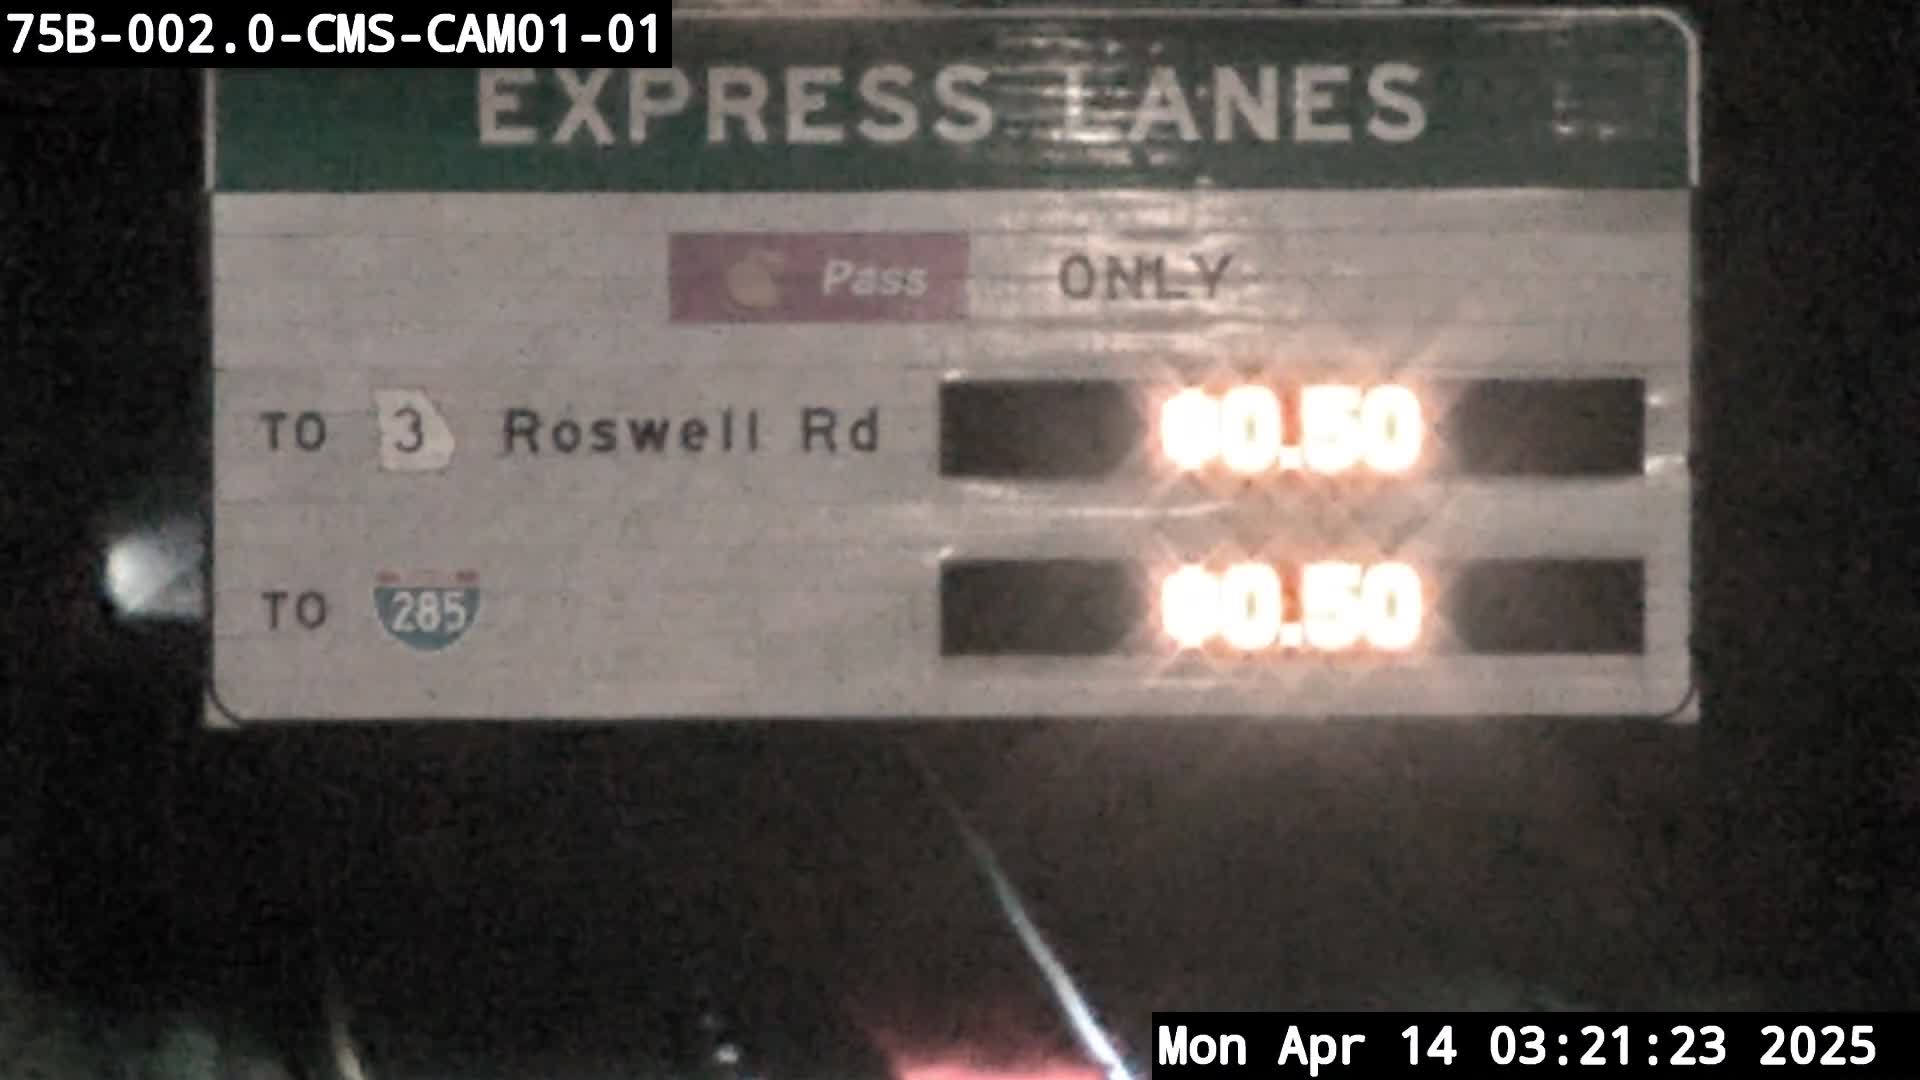 75B-002.0-CMS-CAM01-01
EXPRESS LANES
Pass ONLY
TO 3 Roswell Rd $0.50
TO 285 $0.50
Mon Apr 14 03:21:23 2025